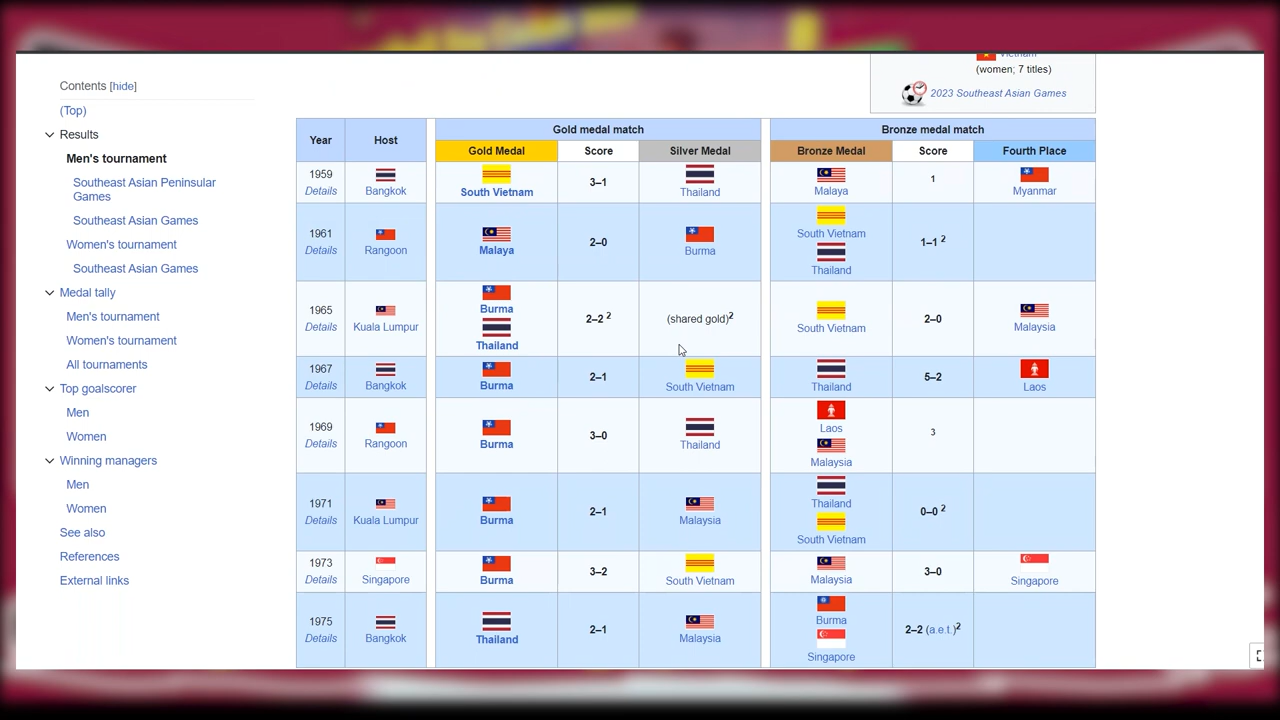 Vietnam
(women; 7 titles)
2023 Southeast Asian Games
Contents [hide]
(Top)
Results
Men's tournament
Southeast Asian Peninsular
Games
Southeast Asian Games
Women's tournament
Southeast Asian Games
Medal tally
Men's tournament
Women's tournament
All tournaments
Top goalscorer
Men
Women
Winning managers
Men
Women
See also
References
External links
Year Host Gold medal match Bronze medal match
Gold Medal Score Silver Medal Bronze Medal Score Fourth Place
1959 Details Bangkok South Vietnam 3–1 Thailand Malaya 1 Myanmar
1961 Details Rangoon Malaya 2–0 Burma South Vietnam Thailand 1–1 2
1965 Details Kuala Lumpur Burma Thailand 2–2 2 (shared gold)2 South Vietnam 2–0 Malaysia
1967 Details Bangkok Burma 2–1 South Vietnam Thailand 5–2 Laos
1969 Details Rangoon Burma 3–0 Thailand Laos Malaysia 3
1971 Details Kuala Lumpur Burma 2–1 Malaysia Thailand South Vietnam 0–0 2
1973 Details Singapore Burma 3–2 South Vietnam Malaysia 3–0 Singapore
1975 Details Bangkok Thailand 2–1 Malaysia Burma Singapore 2–2 (a.e.t.)2